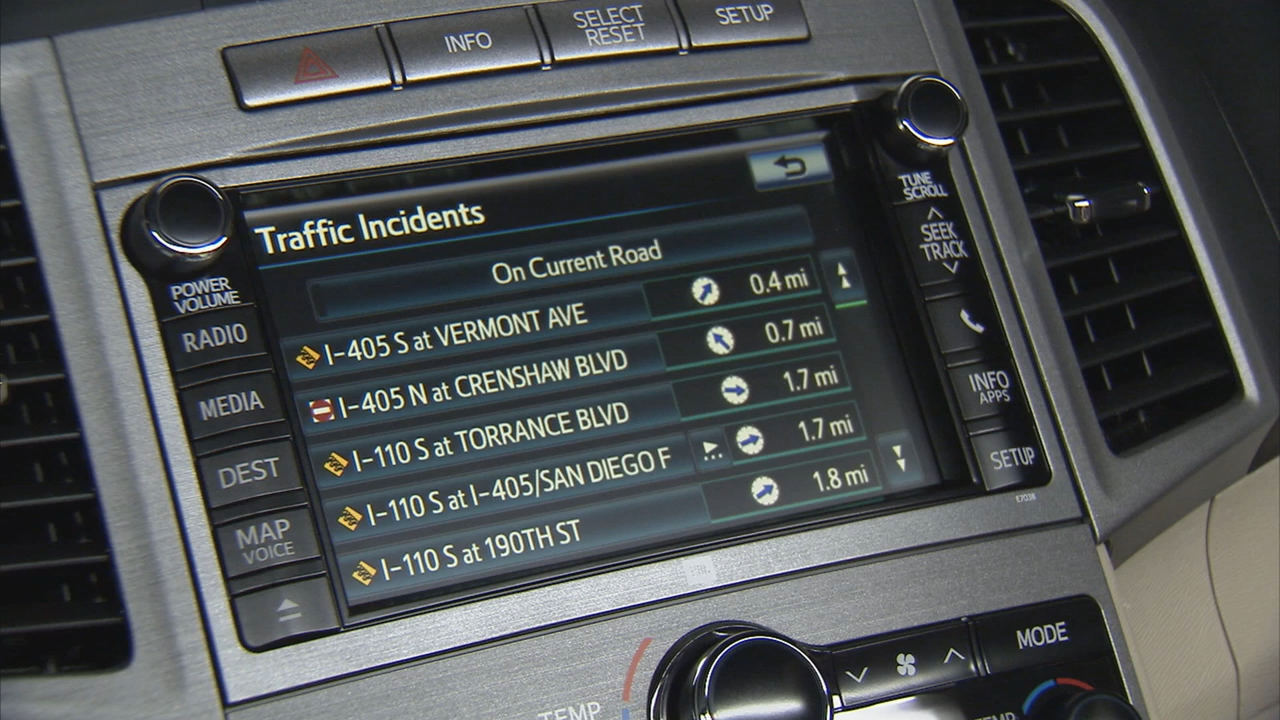 INFO
SELECT
RESET
SETUP
Traffic Incidents
On Current Road
I-405 S at VERMONT AVE 0.4 mi
I-405 N at CRENSHAW BLVD 0.7 mi
I-110 S at TORRANCE BLVD 1.7 mi
I-110 S at I-405/SAN DIEGO F 1.7 mi
I-110 S at 190TH ST 1.8 mi
POWER
VOLUME
RADIO
MEDIA
DEST
MAP
VOICE
TUNE
SCROLL
SEEK
TRACK
INFO
APPS
SETUP
E7038
TEMP
MODE
TEMP